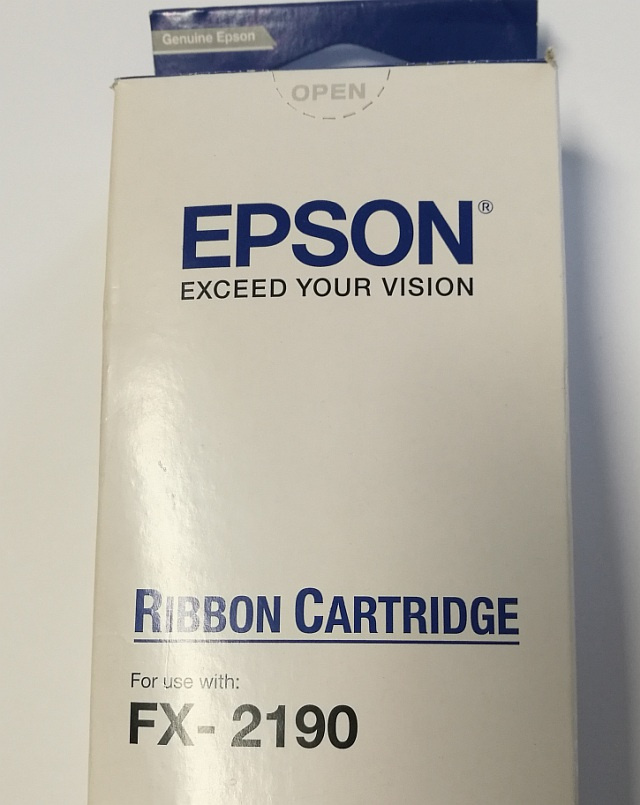 Genuine Epson
OPEN
EPSON®
EXCEED YOUR VISION
RIBBON CARTRIDGE
For use with:
FX- 2190